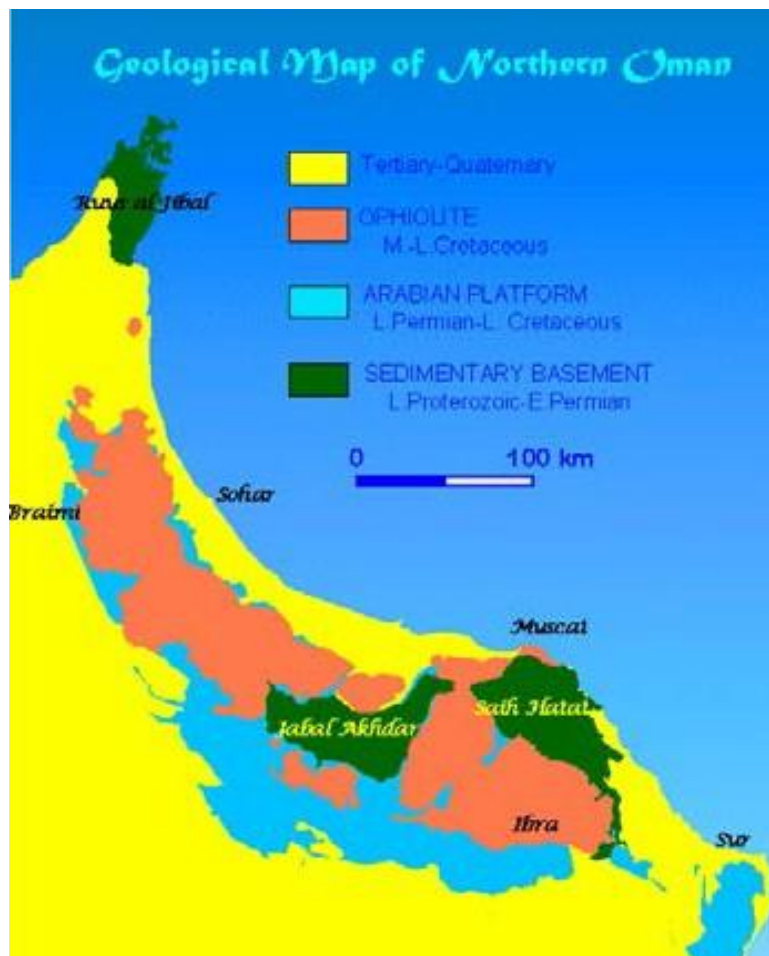 Geological Map of Northern Oman
Tertiary-Quaternary
Ruus al Jibal
OPHIOLITE
M.-L.Cretaceous
ARABIAN PLATFORM
L.Permian-L. Cretaceous
SEDIMENTARY BASEMENT
L.Proterozoic-E.Permian
0 100 km
Sohar
Braimi
Muscat
Saih Hatat
Jabal Akhdar
Ibra
Sur